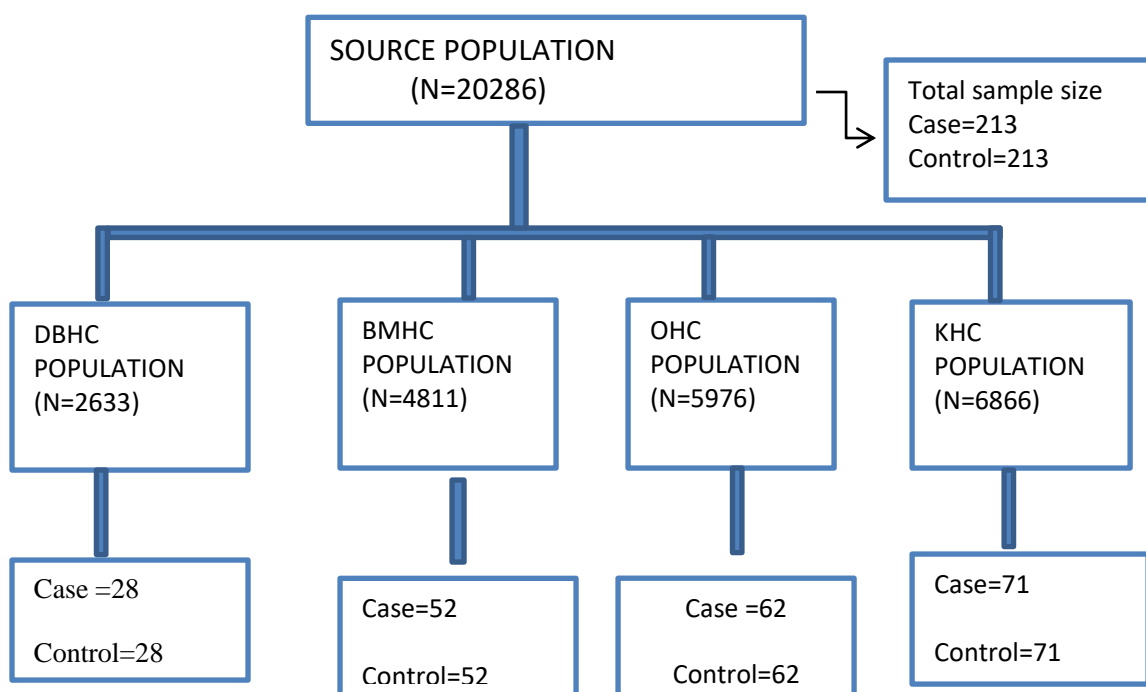 SOURCE POPULATION
(N=20286)
Total sample size
Case=213
Control=213
DBHC
POPULATION
(N=2633)
BMHC
POPULATION
(N=4811)
OHC
POPULATION
(N=5976)
KHC
POPULATION
(N=6866)
Case =28
Control=28
Case=52
Control=52
Case =62
Control=62
Case=71
Control=71